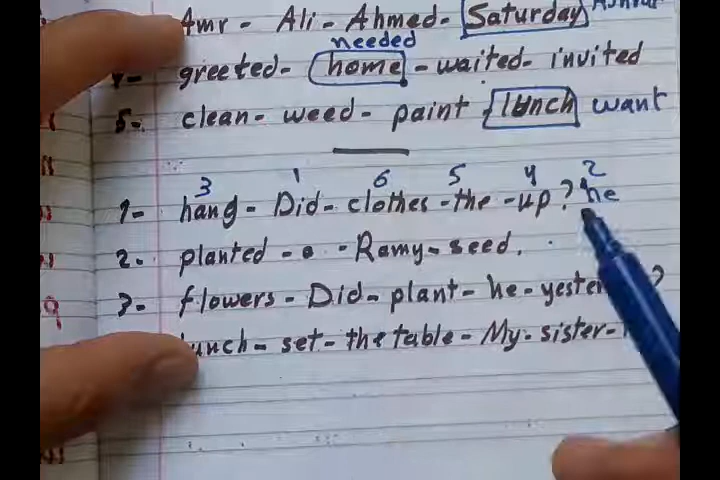 Amr - Ali - Ahmed - Saturday
needed
4- greeted - home - waited - invited
5- clean - weed - paint - lunch want
3 1 6 5 4 2
1- hang - Did - clothes - the - up? he
2- planted - a - Ramy - seed.
3- flowers - Did - plant - he -
lunch - set - the table - My - sister -